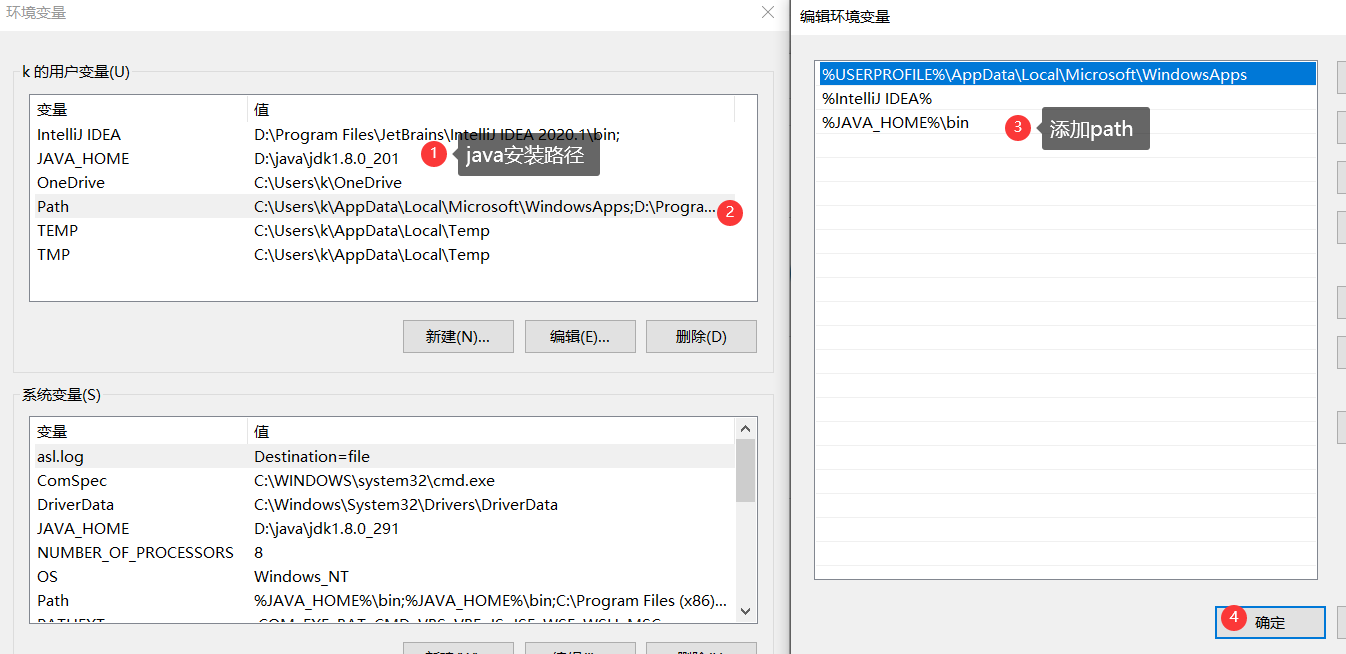 环境变量
k 的用户变量(U)
变量 值
IntelliJ IDEA D:\Program Files\JetBrains\IntelliJ IDEA 2020.1\bin;
JAVA_HOME D:\java\jdk1.8.0_201
1 java安装路径
OneDrive C:\Users\k\OneDrive
Path C:\Users\k\AppData\Local\Microsoft\WindowsApps;D:\Progra...
2
TEMP C:\Users\k\AppData\Local\Temp
TMP C:\Users\k\AppData\Local\Temp
新建(N)... 编辑(E)... 删除(D)
系统变量(S)
变量 值
asl.log Destination=file
ComSpec C:\WINDOWS\system32\cmd.exe
DriverData C:\Windows\System32\Drivers\DriverData
JAVA_HOME D:\java\jdk1.8.0_291
NUMBER_OF_PROCESSORS 8
OS Windows_NT
Path %JAVA_HOME%\bin;%JAVA_HOME%\bin;C:\Program Files (x86)...
编辑环境变量
%USERPROFILE%\AppData\Local\Microsoft\WindowsApps
%IntelliJ IDEA%
%JAVA_HOME%\bin
3 添加path
4 确定